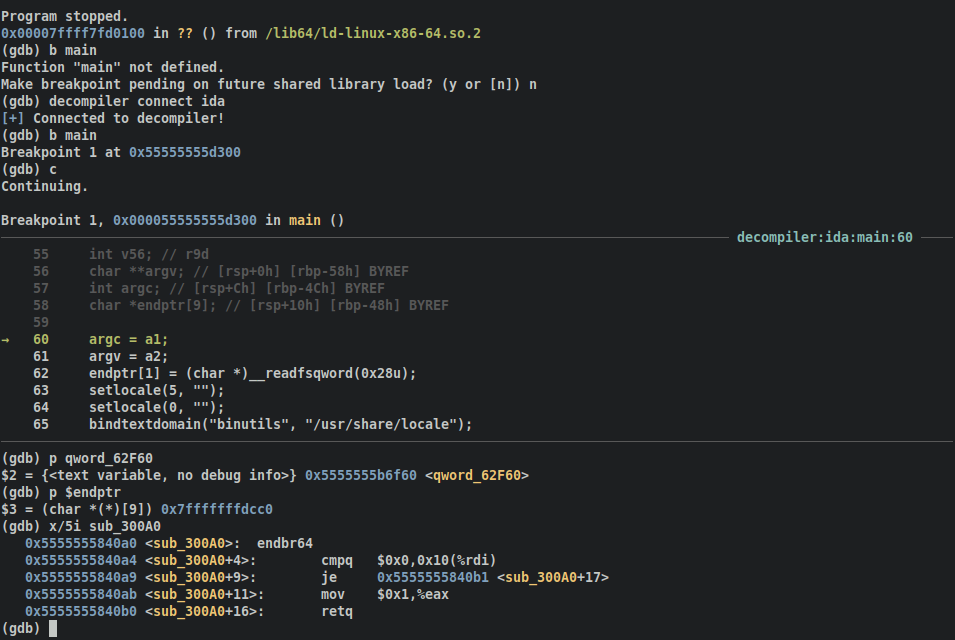 Program stopped.
0x00007ffff7fd0100 in ?? () from /lib64/ld-linux-x86-64.so.2
(gdb) b main
Function "main" not defined.
Make breakpoint pending on future shared library load? (y or [n]) n
(gdb) decompiler connect ida
[+] Connected to decompiler!
(gdb) b main
Breakpoint 1 at 0x55555555d300
(gdb) c
Continuing.

Breakpoint 1, 0x000055555555d300 in main ()
decompiler:ida:main:60
55     int v56; // r9d
56     char **argv; // [rsp+0h] [rbp-58h] BYREF
57     int argc; // [rsp+Ch] [rbp-4Ch] BYREF
58     char *endptr[9]; // [rsp+10h] [rbp-48h] BYREF
59
→   60     argc = a1;
61     argv = a2;
62     endptr[1] = (char *)__readfsqword(0x28u);
63     setlocale(5, "");
64     setlocale(0, "");
65     bindtextdomain("binutils", "/usr/share/locale");
(gdb) p qword_62F60
$2 = {<text variable, no debug info>} 0x5555555b6f60 <qword_62F60>
(gdb) p $endptr
$3 = (char *(*)[9]) 0x7fffffffdcc0
(gdb) x/5i sub_300A0
0x5555555840a0 <sub_300A0>:  endbr64
0x5555555840a4 <sub_300A0+4>:        cmpq   $0x0,0x10(%rdi)
0x5555555840a9 <sub_300A0+9>:        je     0x5555555840b1 <sub_300A0+17>
0x5555555840ab <sub_300A0+11>:       mov    $0x1,%eax
0x5555555840b0 <sub_300A0+16>:       retq
(gdb)